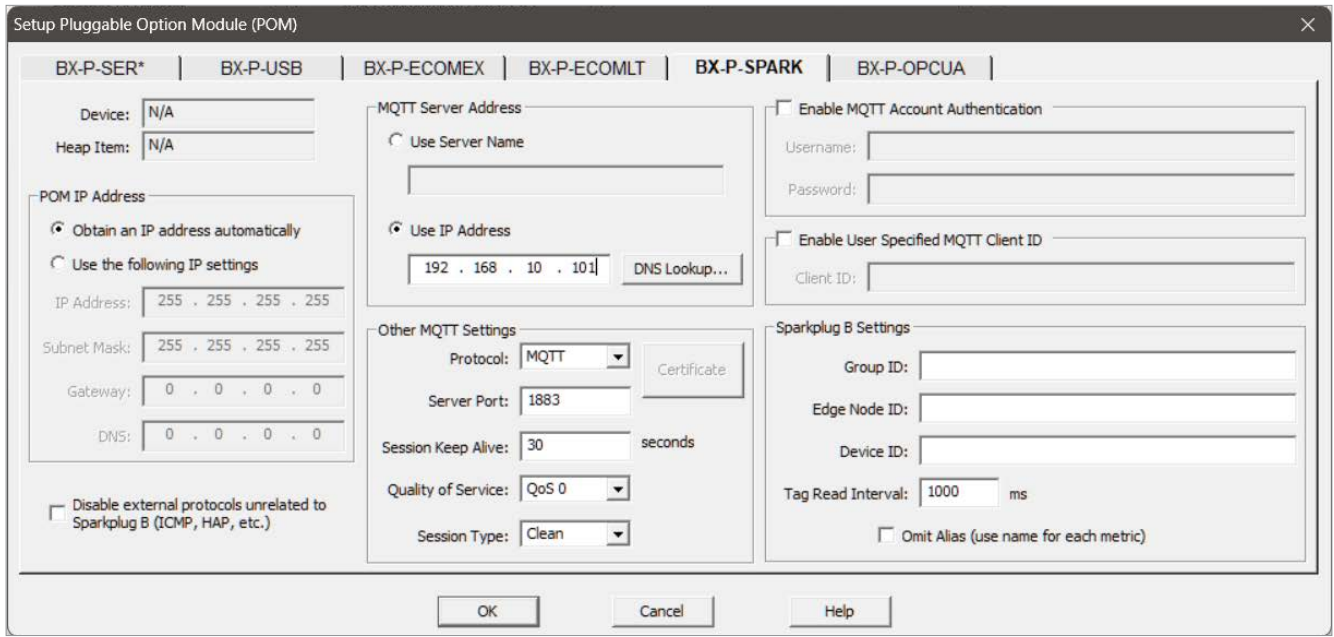 Setup Pluggable Option Module (POM)
BX-P-SER* BX-P-USB BX-P-ECOMEX BX-P-ECOMLT BX-P-SPARK BX-P-OPCUA
Device: N/A
Heap Item: N/A
POM IP Address
Obtain an IP address automatically
Use the following IP settings
IP Address: 255 . 255 . 255 . 255
Subnet Mask: 255 . 255 . 255 . 255
Gateway: 0 . 0 . 0 . 0
DNS: 0 . 0 . 0 . 0
Disable external protocols unrelated to
Sparkplug B (ICMP, HAP, etc.)
MQTT Server Address
Use Server Name
Use IP Address
192 . 168 . 10 . 101 DNS Lookup...
Other MQTT Settings
Protocol: MQTT Certificate
Server Port: 1883
Session Keep Alive: 30 seconds
Quality of Service: QoS 0
Session Type: Clean
Enable MQTT Account Authentication
Username:
Password:
Enable User Specified MQTT Client ID
Client ID:
Sparkplug B Settings
Group ID:
Edge Node ID:
Device ID:
Tag Read Interval: 1000 ms
Omit Alias (use name for each metric)
OK Cancel Help